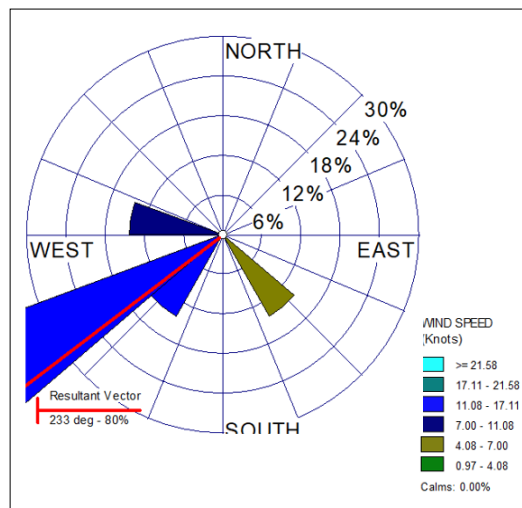 NORTH
30%
24%
18%
12%
6%
WEST
EAST
SOUTH
Resultant Vector
233 deg - 80%
WIND SPEED
(Knots)
>= 21.58
17.11 - 21.58
11.08 - 17.11
7.00 - 11.08
4.08 - 7.00
0.97 - 4.08
Calms: 0.00%